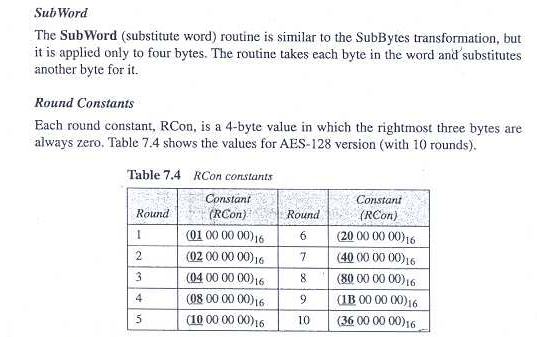 SubWord
The SubWord (substitute word) routine is similar to the SubBytes transformation, but
it is applied only to four bytes. The routine takes each byte in the word and substitutes
another byte for it.
Round Constants
Each round constant, RCon, is a 4-byte value in which the rightmost three bytes are
always zero. Table 7.4 shows the values for AES-128 version (with 10 rounds).
Table 7.4 RCon constants
Round Constant (RCon) Round Constant (RCon)
1 (01 00 00 00)16 6 (20 00 00 00)16
2 (02 00 00 00)16 7 (40 00 00 00)16
3 (04 00 00 00)16 8 (80 00 00 00)16
4 (08 00 00 00)16 9 (1B 00 00 00)16
5 (10 00 00 00)16 10 (36 00 00 00)16